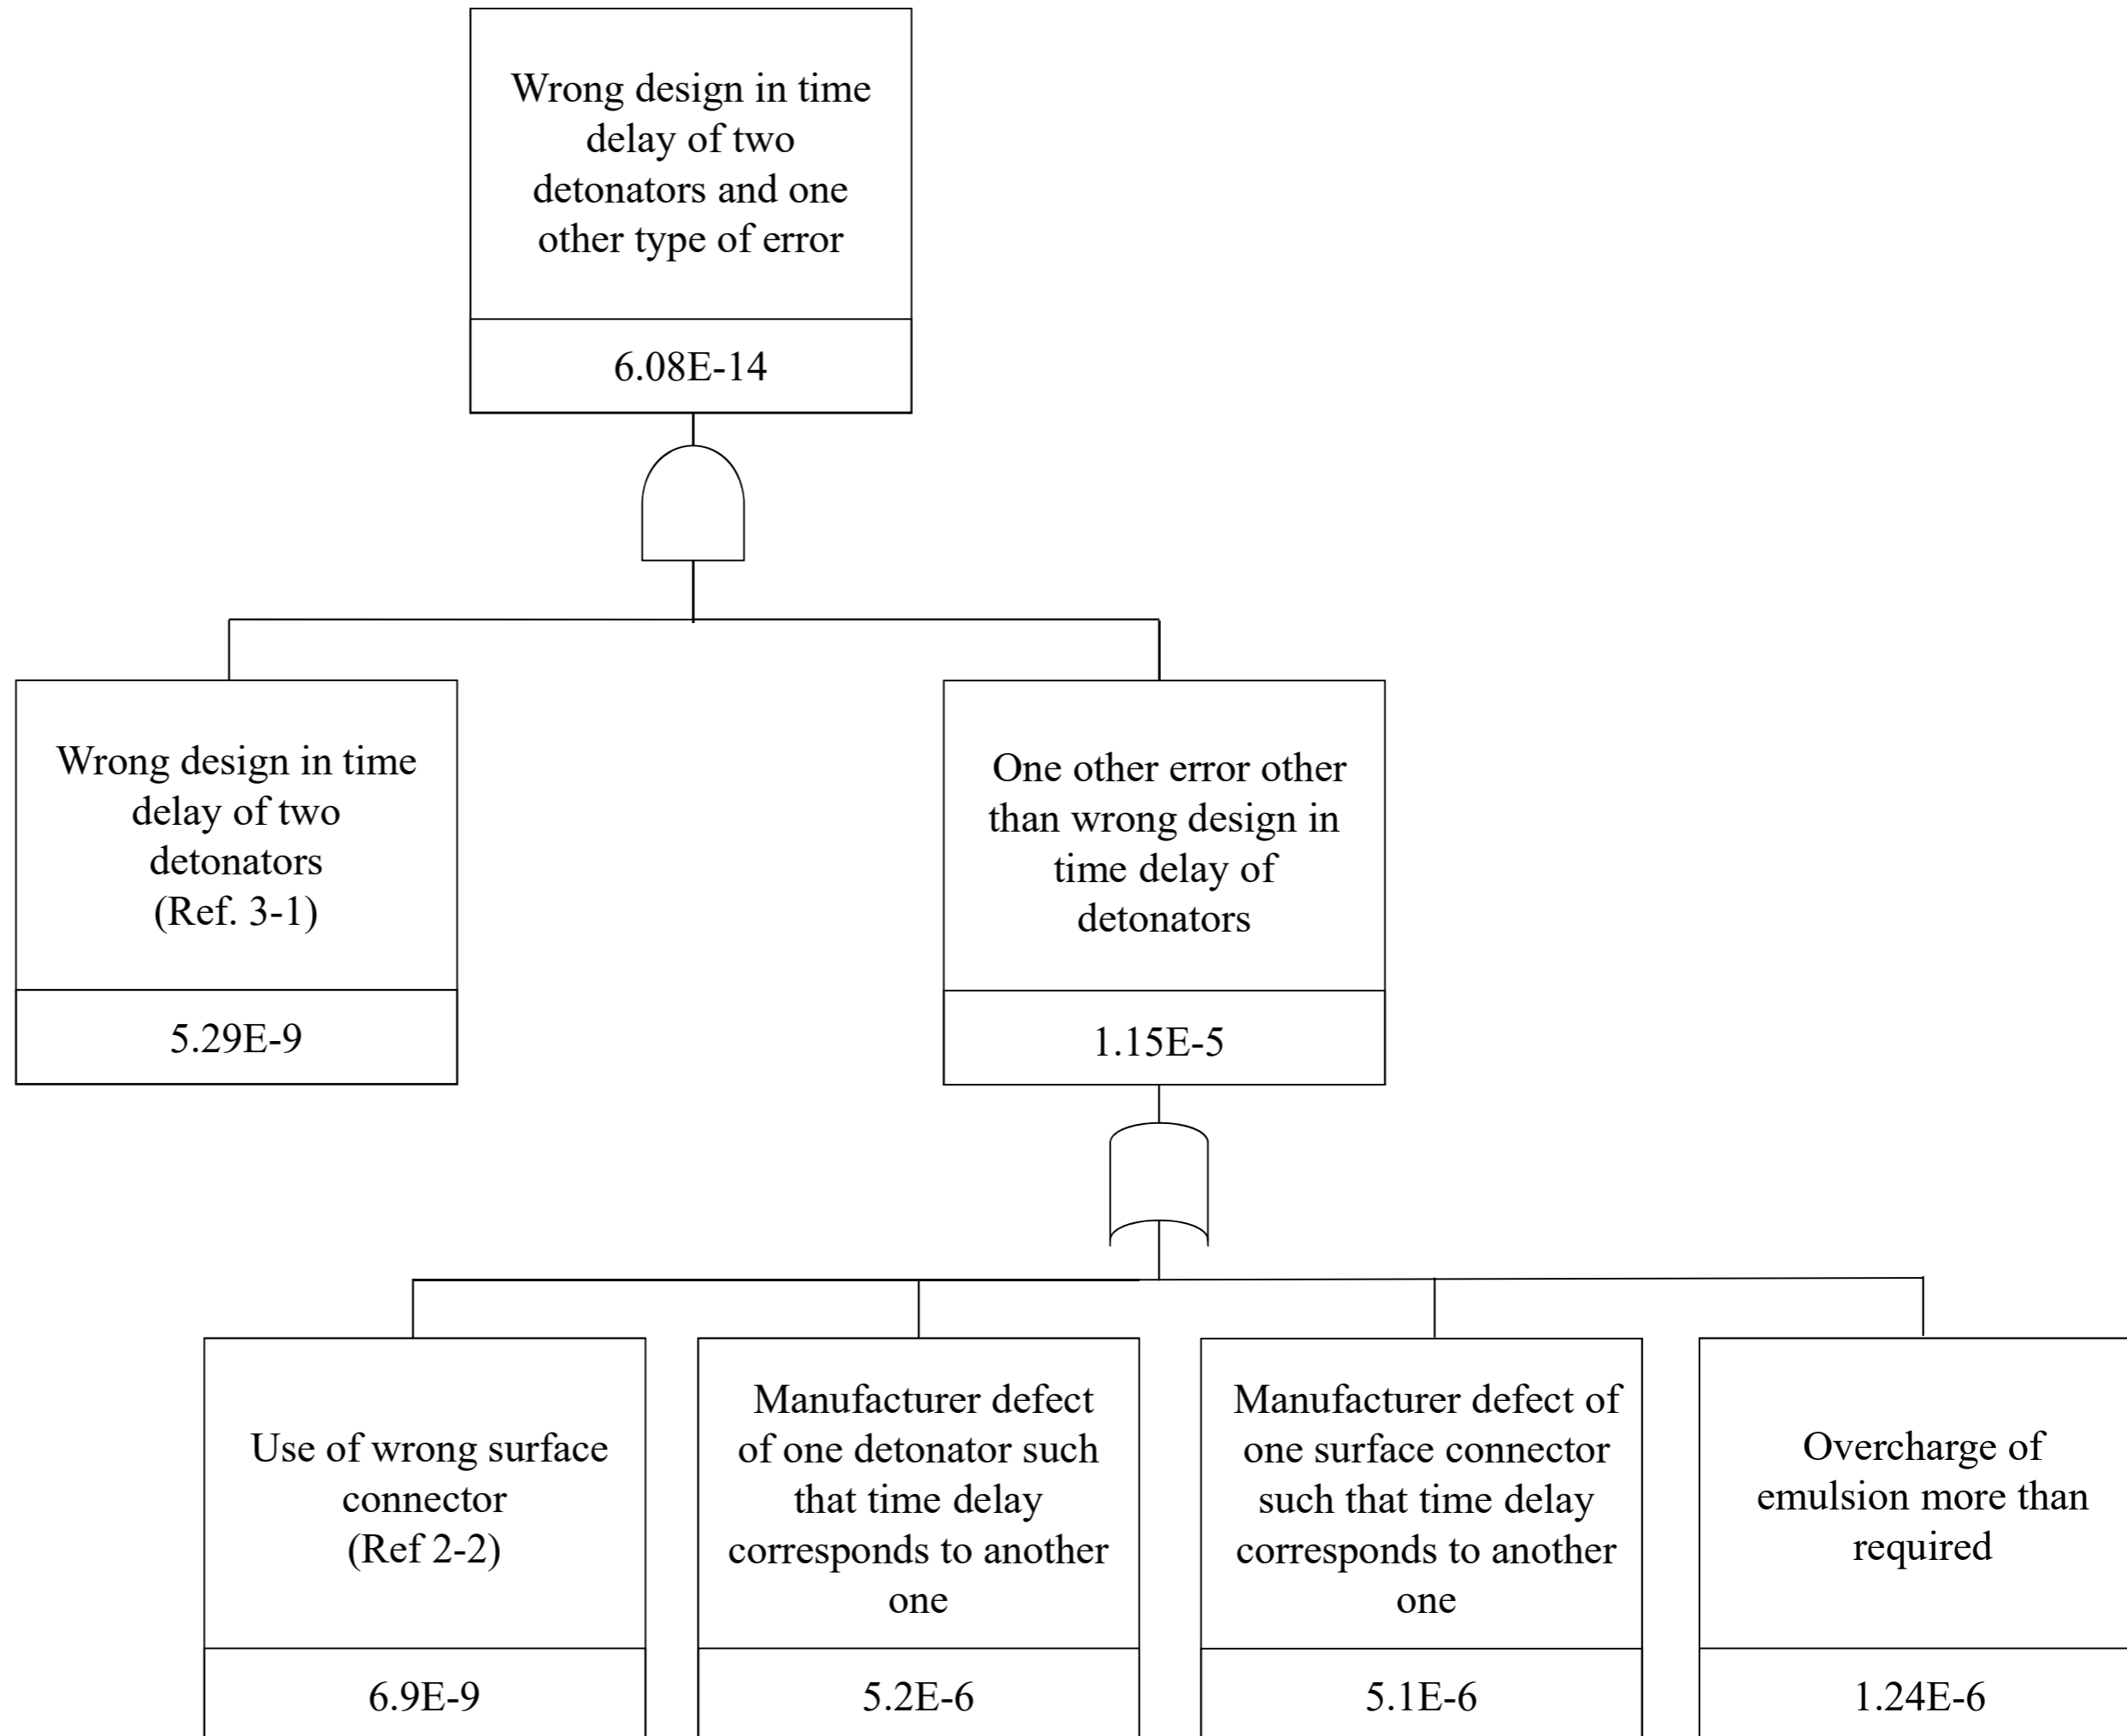 Wrong design in time
delay of two
detonators and one
other type of error
6.08E-14
Wrong design in time
delay of two
detonators
(Ref. 3-1)
5.29E-9
One other error other
than wrong design in
time delay of
detonators
1.15E-5
Use of wrong surface
connector
(Ref 2-2)
6.9E-9
Manufacturer defect
of one detonator such
that time delay
corresponds to another
one
5.2E-6
Manufacturer defect of
one surface connector
such that time delay
corresponds to another
one
5.1E-6
Overcharge of
emulsion more than
required
1.24E-6